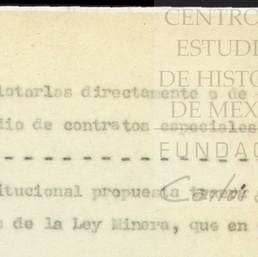 CENTRO
ESTUDI
DE HISTO
DE MÉX
FUNDAC
lotarlas directamente o de
dio de contratos especiales
itucional propuesta
s de la Ley Minera, que en